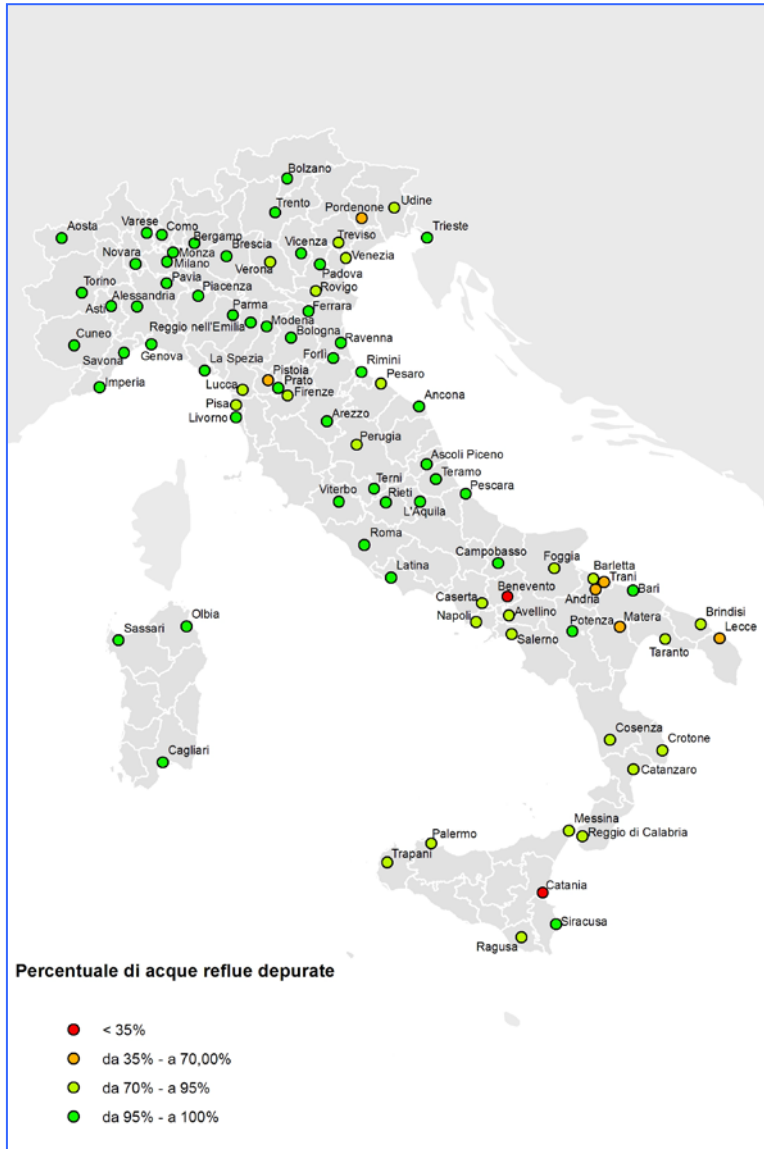 Bolzano
Trento
Pordenone
Udine
Aosta
Varese
Como
Bergamo
Brescia
Vicenza
Treviso
Trieste
Novara
Monza
Milano
Verona
Venezia
Padova
Pavia
Rovigo
Torino
Piacenza
Alessandria
Asti
Parma
Ferrara
Cuneo
Reggio nell'Emilia
Modena
Bologna
Ravenna
Savona
Genova
La Spezia
Forlì
Rimini
Imperia
Lucca
Pistoia
Prato
Firenze
Pesaro
Pisa
Livorno
Arezzo
Ancona
Perugia
Ascoli Piceno
Teramo
Terni
Viterbo
Rieti
Pescara
L'Aquila
Roma
Campobasso
Latina
Foggia
Barletta
Trani
Benevento
Andria
Bari
Caserta
Avellino
Napoli
Potenza
Matera
Brindisi
Lecce
Salerno
Taranto
Olbia
Sassari
Cagliari
Cosenza
Crotone
Catanzaro
Messina
Reggio di Calabria
Palermo
Trapani
Catania
Siracusa
Ragusa
Percentuale di acque reflue depurate
< 35%
da 35% - a 70,00%
da 70% - a 95%
da 95% - a 100%